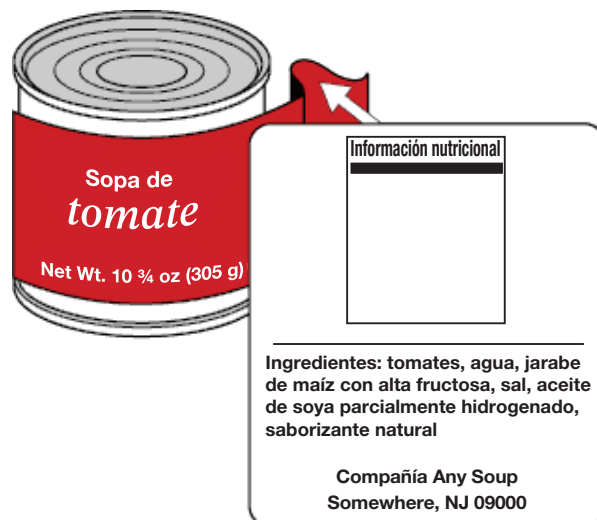 Sopa de
tomate
Net Wt. 10 ¾ oz (305 g)
Información nutricional
Ingredientes: tomates, agua, jarabe
de maíz con alta fructosa, sal, aceite
de soya parcialmente hidrogenado,
saborizante natural
Compañía Any Soup
Somewhere, NJ 09000